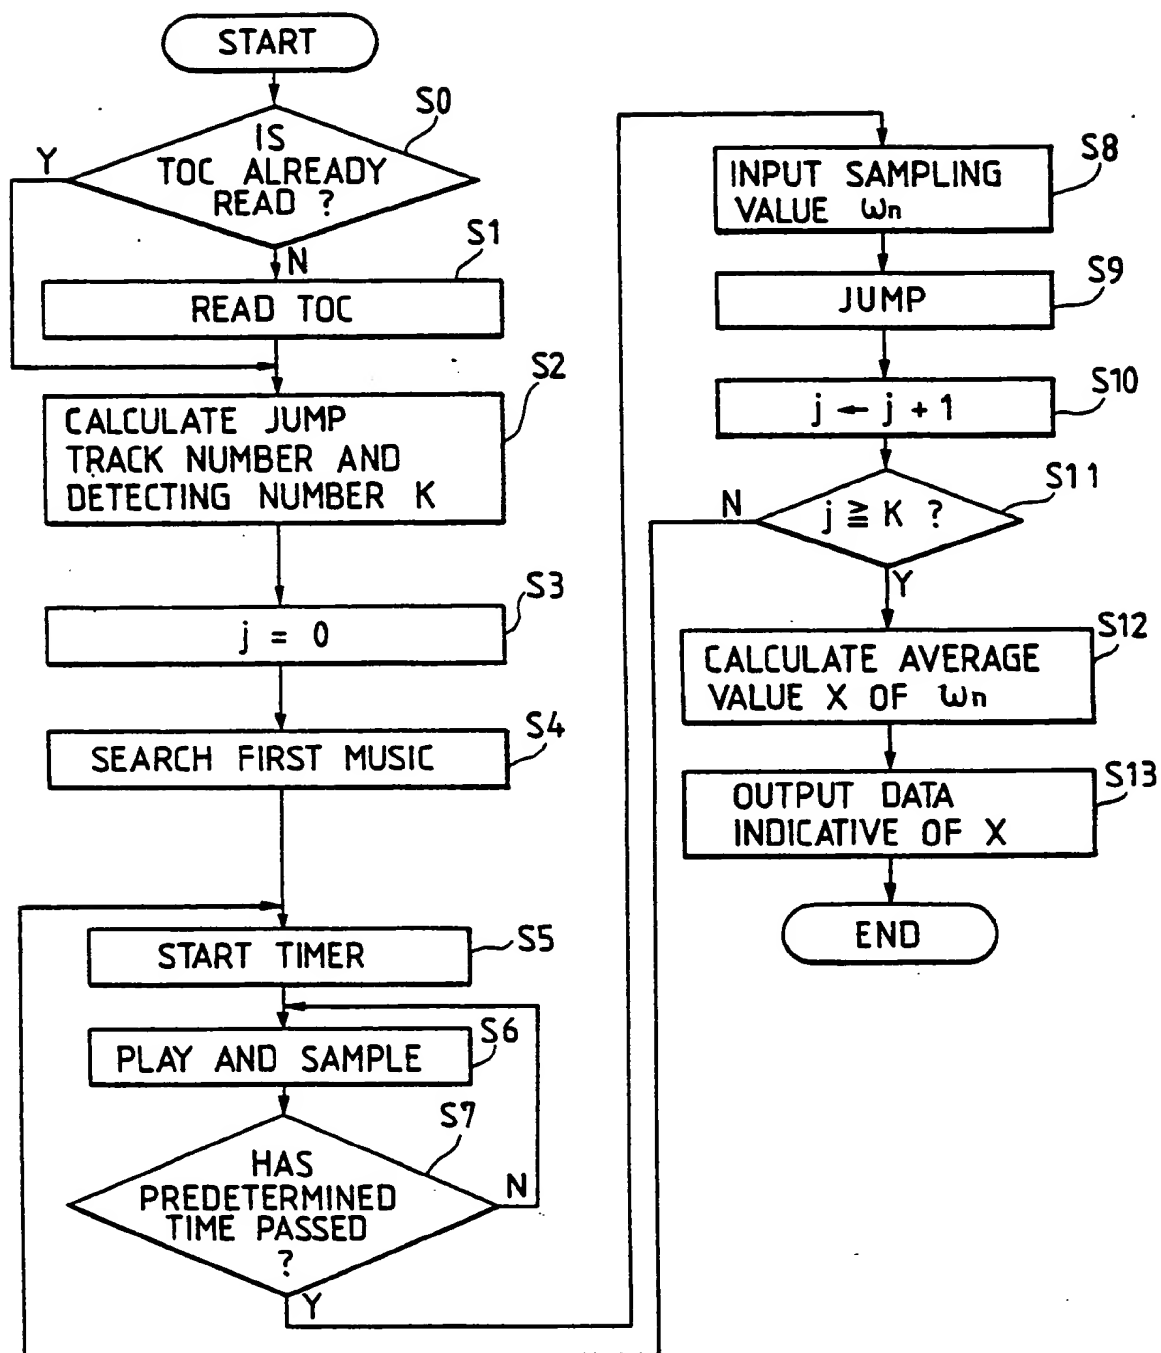 START
S0
IS
TOC ALREADY
READ ?
Y
N
S1
READ TOC
S2
CALCULATE JUMP
TRACK NUMBER AND
DETECTING NUMBER K
S3
j = 0
S4
SEARCH FIRST MUSIC
S5
START TIMER
S6
PLAY AND SAMPLE
S7
HAS
PREDETERMINED
TIME PASSED
?
N
Y
S8
INPUT SAMPLING
VALUE ωn
S9
JUMP
S10
j ← j + 1
S11
j ≧ K ?
N
Y
S12
CALCULATE AVERAGE
VALUE X OF ωn
S13
OUTPUT DATA
INDICATIVE OF X
END